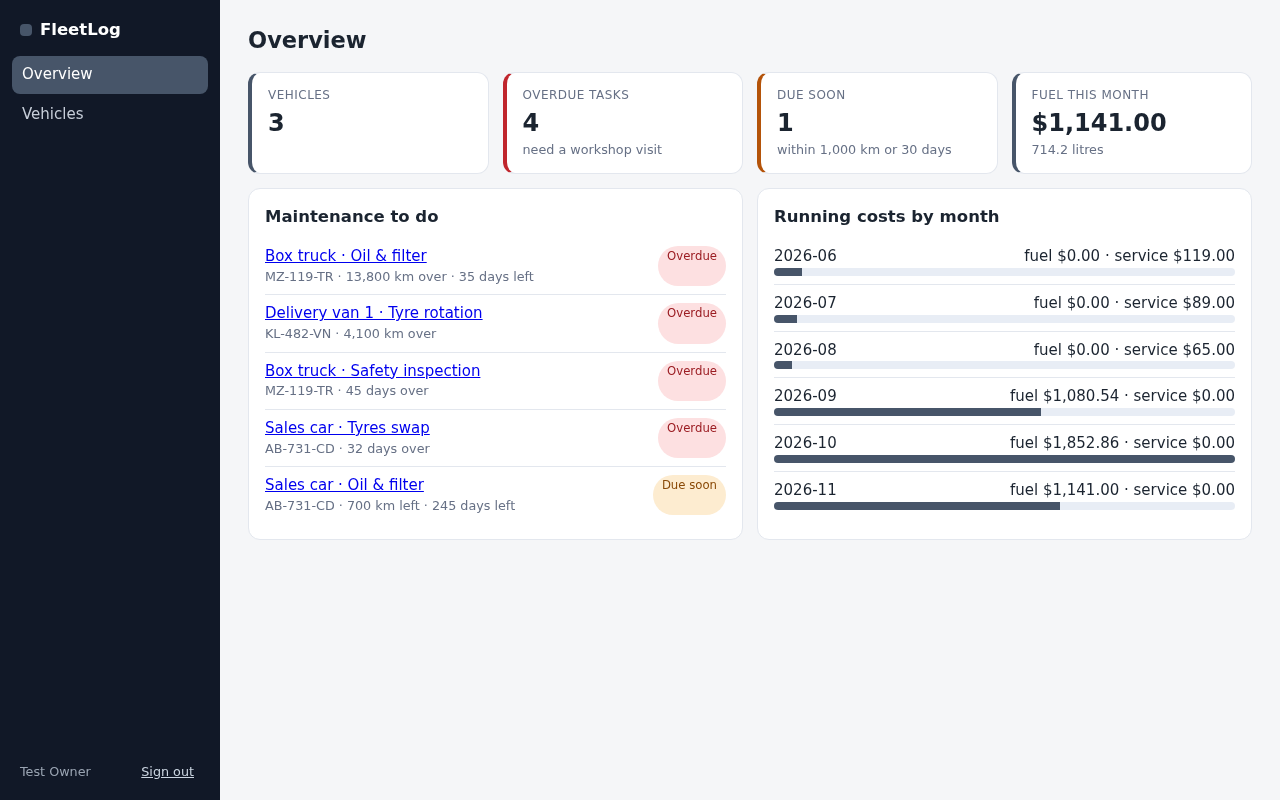 FleetLog
Overview
Vehicles
Test Owner
Sign out
Overview
VEHICLES
3
OVERDUE TASKS
4
need a workshop visit
DUE SOON
1
within 1,000 km or 30 days
FUEL THIS MONTH
$1,141.00
714.2 litres
Maintenance to do
Box truck · Oil & filter
Overdue
MZ-119-TR · 13,800 km over · 35 days left
Delivery van 1 · Tyre rotation
Overdue
KL-482-VN · 4,100 km over
Box truck · Safety inspection
Overdue
MZ-119-TR · 45 days over
Sales car · Tyres swap
Overdue
AB-731-CD · 32 days over
Sales car · Oil & filter
Due soon
AB-731-CD · 700 km left · 245 days left
Running costs by month
2026-06 fuel $0.00 · service $119.00
2026-07 fuel $0.00 · service $89.00
2026-08 fuel $0.00 · service $65.00
2026-09 fuel $1,080.54 · service $0.00
2026-10 fuel $1,852.86 · service $0.00
2026-11 fuel $1,141.00 · service $0.00